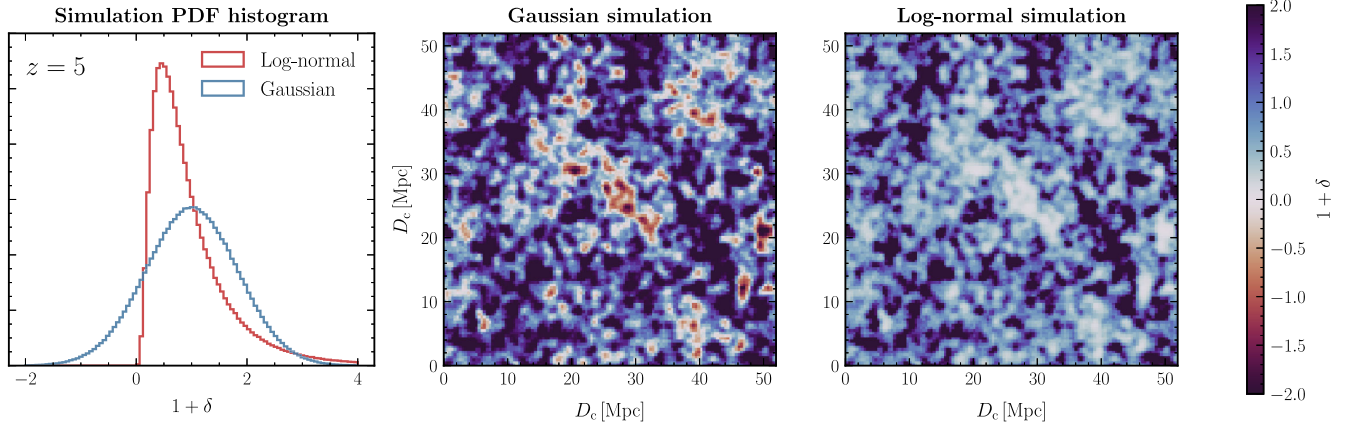 Simulation PDF histogram
z = 5
Log-normal
Gaussian
−2 0 2 4
1 + δ
Gaussian simulation
50
40
30
20
10
0
D_c [Mpc]
0 10 20 30 40 50
D_c [Mpc]
Log-normal simulation
50
40
30
20
10
0
0 10 20 30 40 50
D_c [Mpc]
2.0
1.5
1.0
0.5
0.0
−0.5
−1.0
−1.5
−2.0
1 + δ